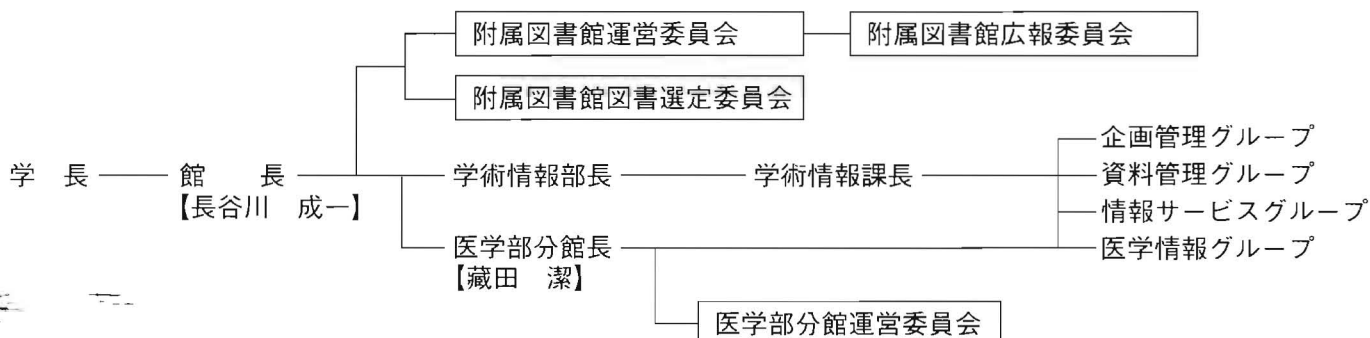 附属図書館運営委員会 附属図書館広報委員会
附属図書館図書選定委員会
企画管理グループ
学 長 館 長 学術情報部長 学術情報課長 資料管理グループ
【長谷川 成一】 情報サービスグループ
医学部分館長 医学情報グループ
【藏田 潔】
医学部分館運営委員会